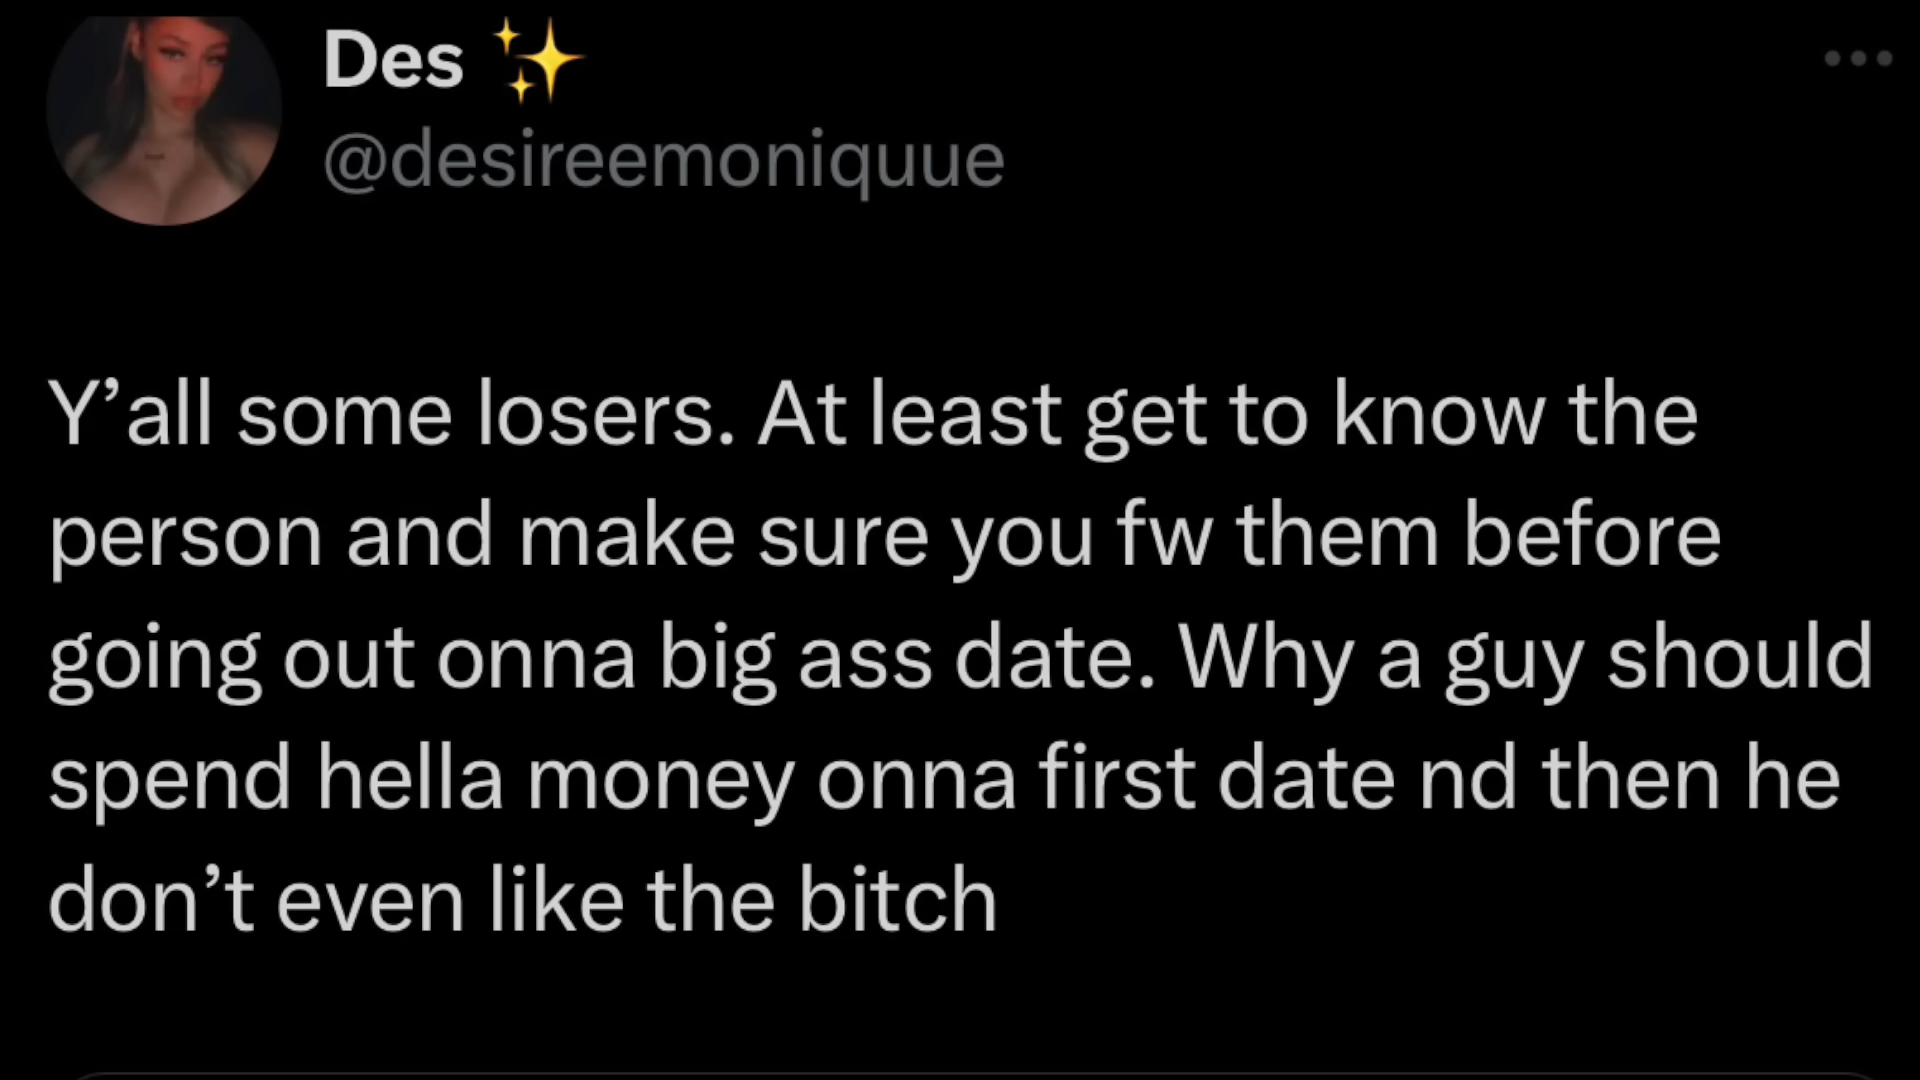 Des ✨
@desireemoniquue
Y’all some losers. At least get to know the
person and make sure you fw them before
going out onna big ass date. Why a guy should
spend hella money onna first date nd then he
don’t even like the bitch